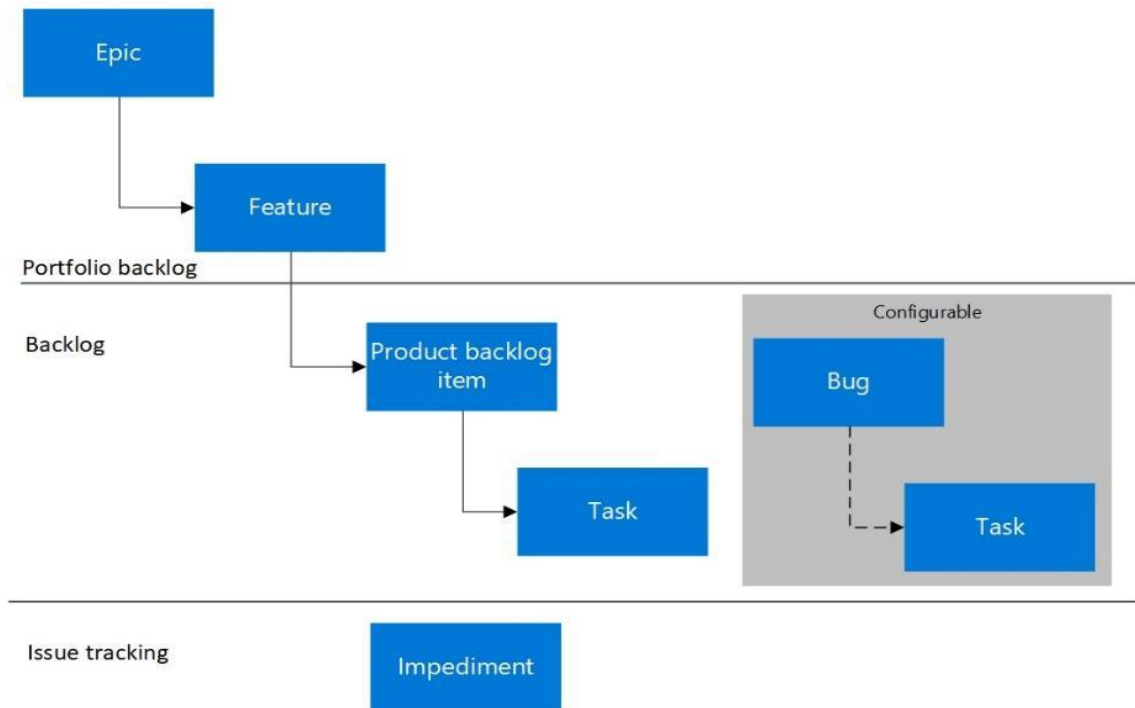 Epic
Feature
Portfolio backlog
Configurable
Backlog
Product backlog
item
Bug
Task
Task
Issue tracking
Impediment